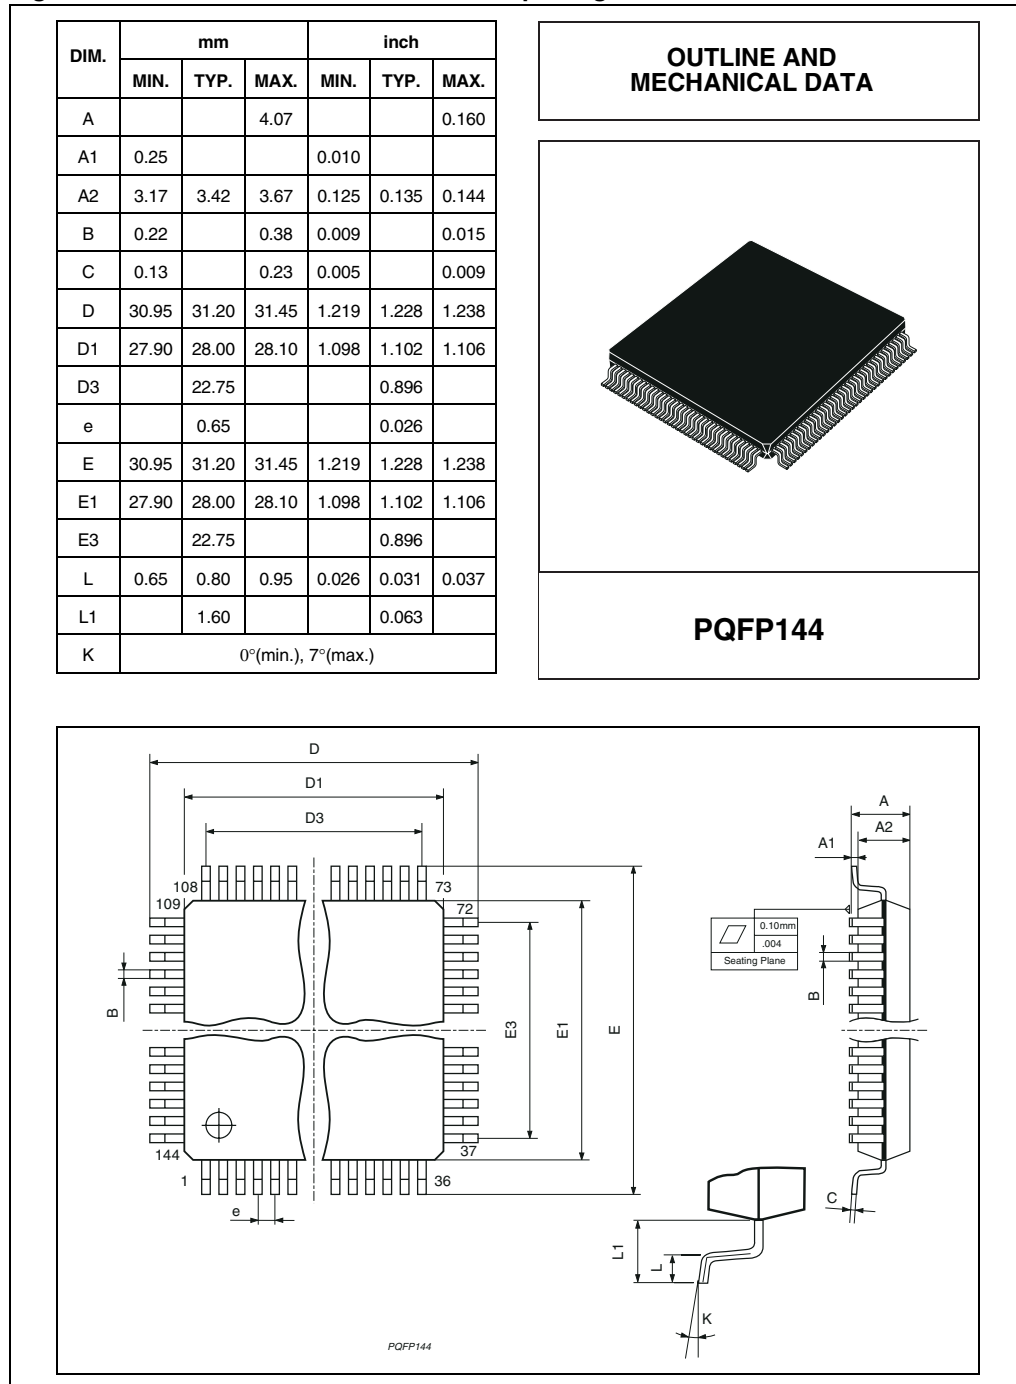 DIM. mm inch
MIN. TYP. MAX. MIN. TYP. MAX.
A 4.07 0.160
A1 0.25 0.010
A2 3.17 3.42 3.67 0.125 0.135 0.144
B 0.22 0.38 0.009 0.015
C 0.13 0.23 0.005 0.009
D 30.95 31.20 31.45 1.219 1.228 1.238
D1 27.90 28.00 28.10 1.098 1.102 1.106
D3 22.75 0.896
e 0.65 0.026
E 30.95 31.20 31.45 1.219 1.228 1.238
E1 27.90 28.00 28.10 1.098 1.102 1.106
E3 22.75 0.896
L 0.65 0.80 0.95 0.026 0.031 0.037
L1 1.60 0.063
K 0°(min.), 7°(max.)
OUTLINE AND
MECHANICAL DATA
PQFP144
D
D1
D3
A
A2
A1
108
73
109
72
B
E3
E1
E
0.10mm
.004
Seating Plane
B
144
37
1
36
e
C
L1
L
K
PQFP144